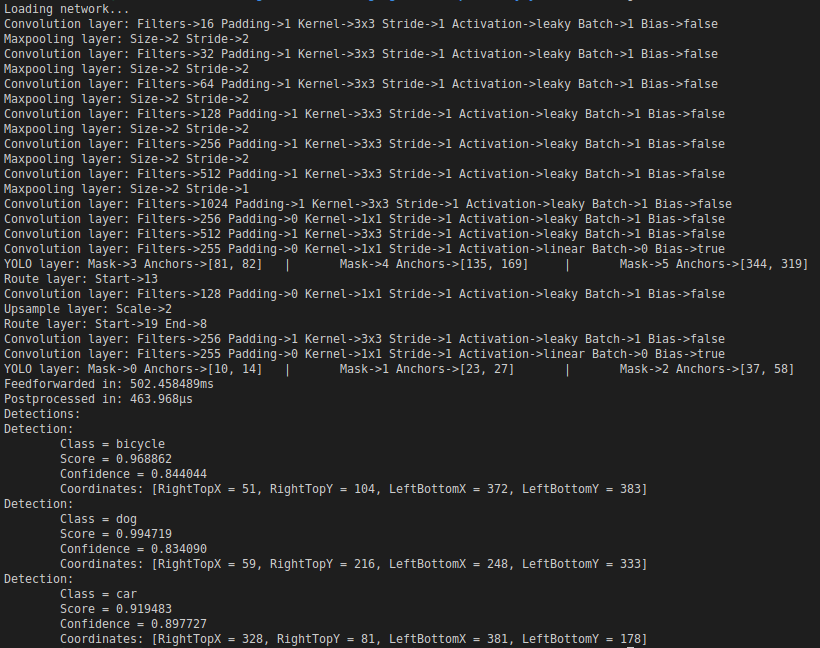 Loading network...
Convolution layer: Filters->16 Padding->1 Kernel->3x3 Stride->1 Activation->leaky Batch->1 Bias->false
Maxpooling layer: Size->2 Stride->2
Convolution layer: Filters->32 Padding->1 Kernel->3x3 Stride->1 Activation->leaky Batch->1 Bias->false
Maxpooling layer: Size->2 Stride->2
Convolution layer: Filters->64 Padding->1 Kernel->3x3 Stride->1 Activation->leaky Batch->1 Bias->false
Maxpooling layer: Size->2 Stride->2
Convolution layer: Filters->128 Padding->1 Kernel->3x3 Stride->1 Activation->leaky Batch->1 Bias->false
Maxpooling layer: Size->2 Stride->2
Convolution layer: Filters->256 Padding->1 Kernel->3x3 Stride->1 Activation->leaky Batch->1 Bias->false
Maxpooling layer: Size->2 Stride->2
Convolution layer: Filters->512 Padding->1 Kernel->3x3 Stride->1 Activation->leaky Batch->1 Bias->false
Maxpooling layer: Size->2 Stride->1
Convolution layer: Filters->1024 Padding->1 Kernel->3x3 Stride->1 Activation->leaky Batch->1 Bias->false
Convolution layer: Filters->256 Padding->0 Kernel->1x1 Stride->1 Activation->leaky Batch->1 Bias->false
Convolution layer: Filters->512 Padding->1 Kernel->3x3 Stride->1 Activation->leaky Batch->1 Bias->false
Convolution layer: Filters->255 Padding->0 Kernel->1x1 Stride->1 Activation->linear Batch->0 Bias->true
YOLO layer: Mask->3 Anchors->[81, 82]   |       Mask->4 Anchors->[135, 169]     |       Mask->5 Anchors->[344, 319]
Route layer: Start->13
Convolution layer: Filters->128 Padding->0 Kernel->1x1 Stride->1 Activation->leaky Batch->1 Bias->false
Upsample layer: Scale->2
Route layer: Start->19 End->8
Convolution layer: Filters->256 Padding->1 Kernel->3x3 Stride->1 Activation->leaky Batch->1 Bias->false
Convolution layer: Filters->255 Padding->0 Kernel->1x1 Stride->1 Activation->linear Batch->0 Bias->true
YOLO layer: Mask->0 Anchors->[10, 14]   |       Mask->1 Anchors->[23, 27]       |       Mask->2 Anchors->[37, 58]
Feedforwarded in: 502.458489ms
Postprocessed in: 463.968µs
Detections:
Detection:
        Class = bicycle
        Score = 0.968862
        Confidence = 0.844044
        Coordinates: [RightTopX = 51, RightTopY = 104, LeftBottomX = 372, LeftBottomY = 383]
Detection:
        Class = dog
        Score = 0.994719
        Confidence = 0.834090
        Coordinates: [RightTopX = 59, RightTopY = 216, LeftBottomX = 248, LeftBottomY = 333]
Detection:
        Class = car
        Score = 0.919483
        Confidence = 0.897727
        Coordinates: [RightTopX = 328, RightTopY = 81, LeftBottomX = 381, LeftBottomY = 178]